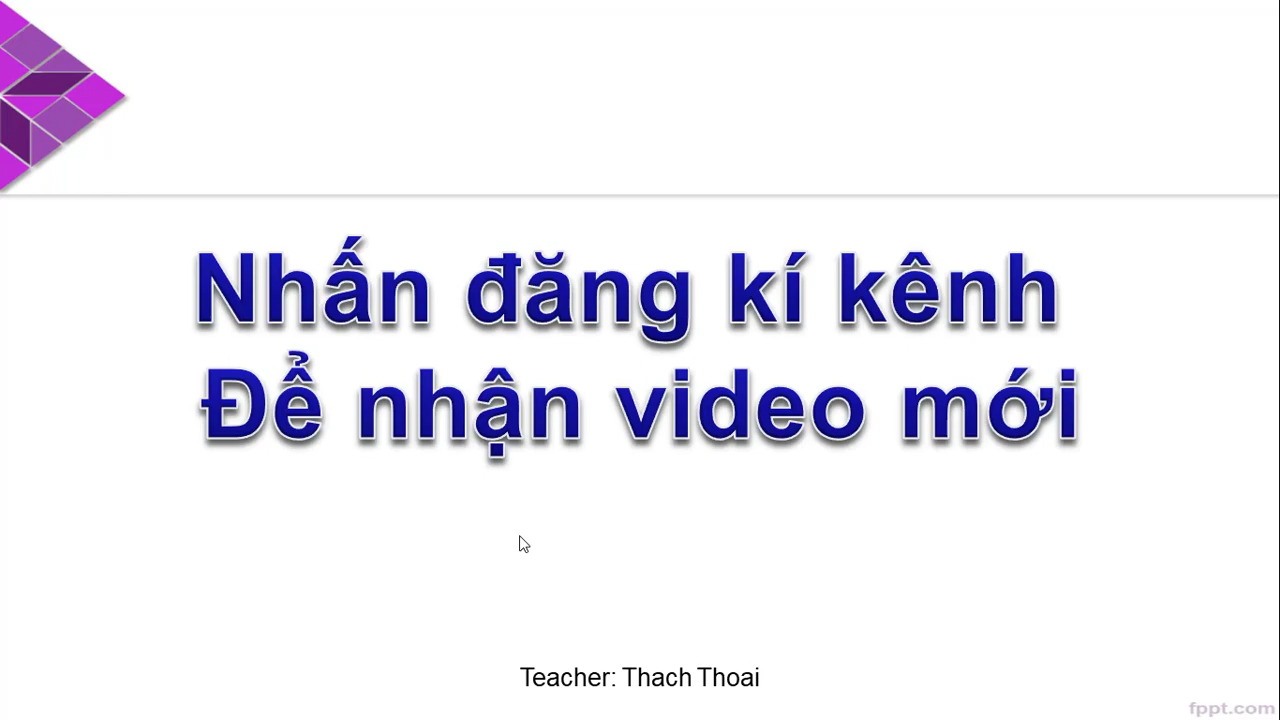 Nhấn đăng kí kênh
Để nhận video mới
Teacher: Thach Thoai
fppt.com